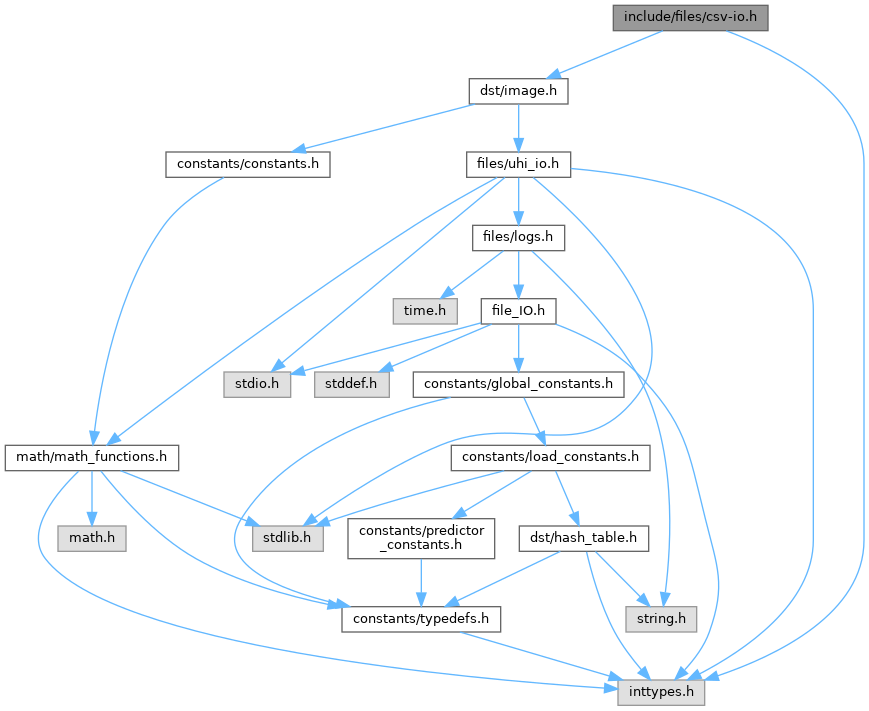 include/files/csv-io.h
dst/image.h
constants/constants.h
files/uhi_io.h
files/logs.h
time.h
file_IO.h
stdio.h
stddef.h
constants/global_constants.h
math/math_functions.h
constants/load_constants.h
math.h
stdlib.h
constants/predictor
_constants.h
dst/hash_table.h
constants/typedefs.h
string.h
inttypes.h